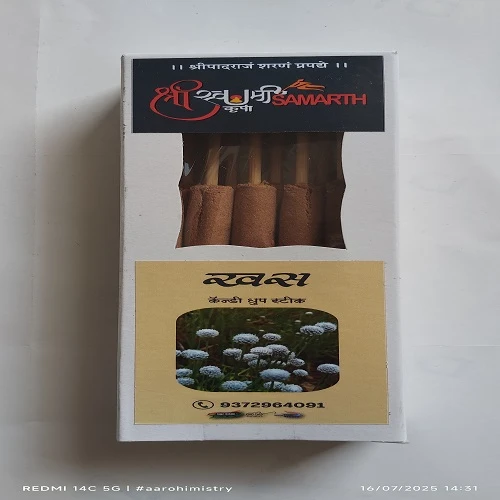 ।। श्रीपादराजं शरणं प्रपद्ये ।।
श्री स्वामी SAMARTH
कृपा
खस
कॅन्डी धुप स्टीक
9372964091
REDMI 14C 5G | #aarohimistry
16/07/2025 14:31